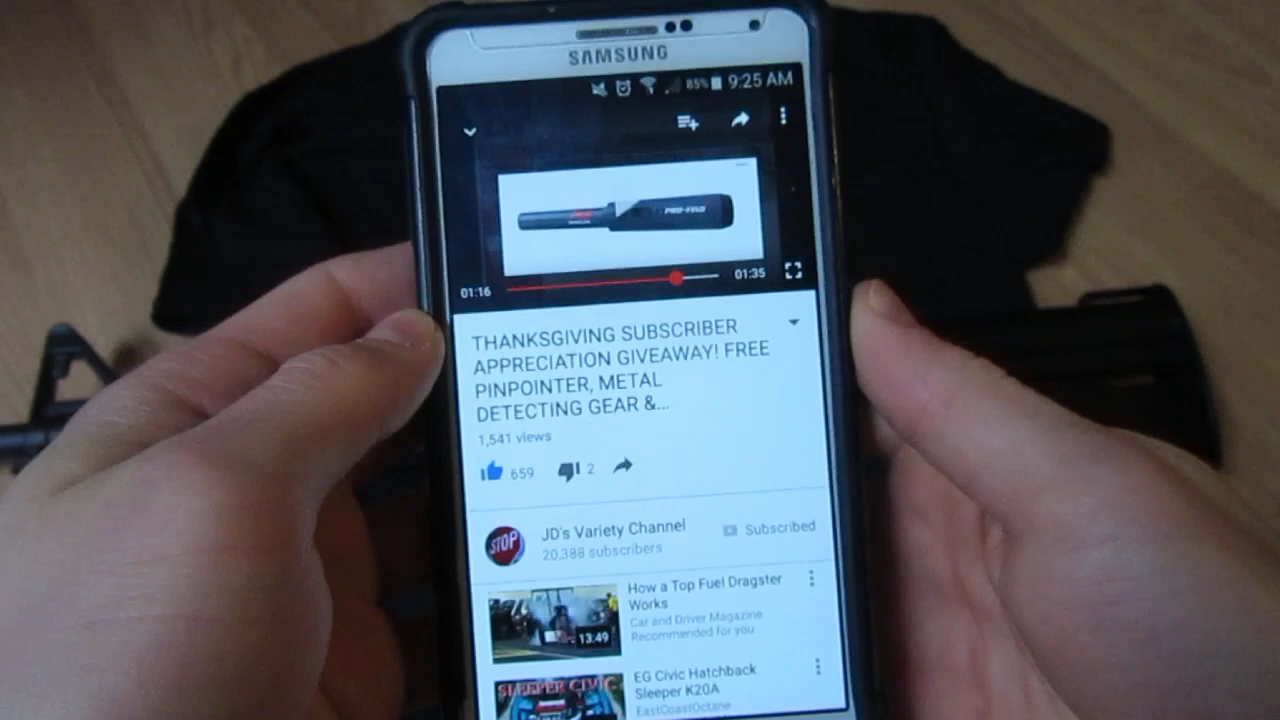 SAMSUNG
85% 9:25 AM
PRO-FIND
01:16
01:35
THANKSGIVING SUBSCRIBER
APPRECIATION GIVEAWAY! FREE
PINPOINTER, METAL
DETECTING GEAR &...
1,541 views
659
2
STOP
JD's Variety Channel
20,388 subscribers
Subscribed
How a Top Fuel Dragster
Works
Car and Driver Magazine
Recommended for you
13:49
EG Civic Hatchback
Sleeper K20A
EastCoastOctane
SLEEPER CIVIC